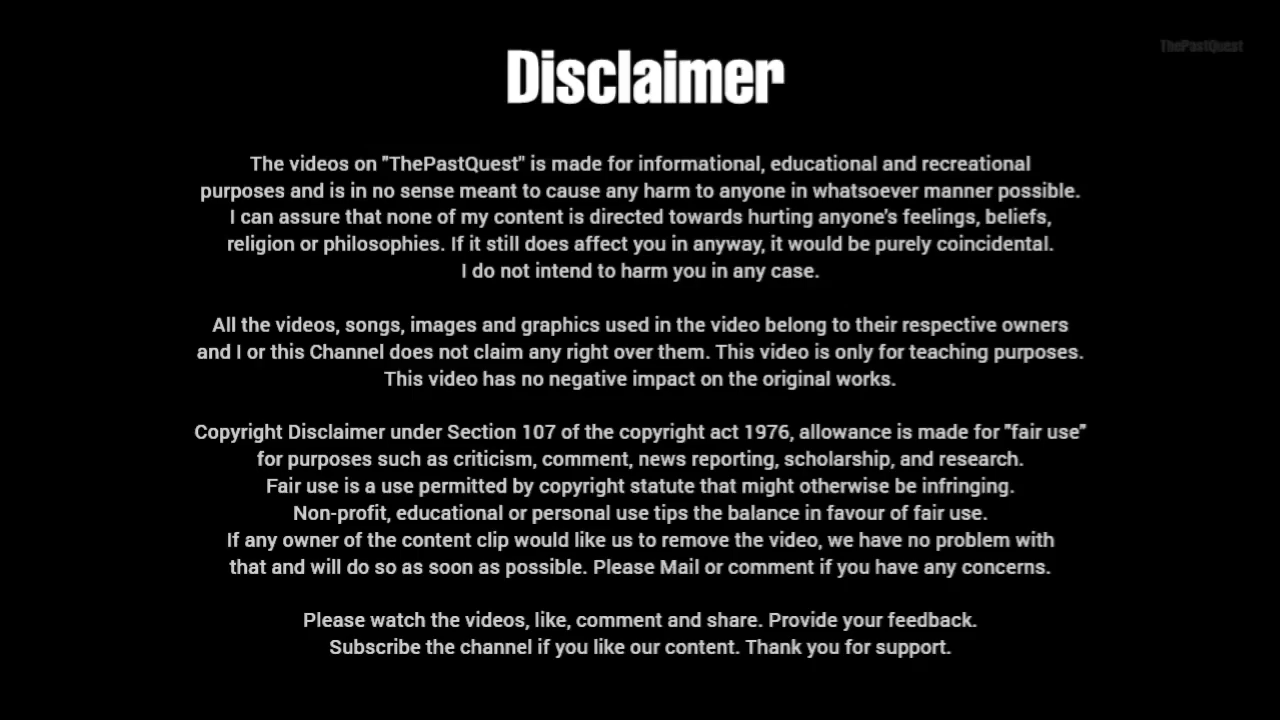 ThePastQuest
Disclaimer
The videos on "ThePastQuest" is made for informational, educational and recreational
purposes and is in no sense meant to cause any harm to anyone in whatsoever manner possible.
I can assure that none of my content is directed towards hurting anyone's feelings, beliefs,
religion or philosophies. If it still does affect you in anyway, it would be purely coincidental.
I do not intend to harm you in any case.
All the videos, songs, images and graphics used in the video belong to their respective owners
and I or this Channel does not claim any right over them. This video is only for teaching purposes.
This video has no negative impact on the original works.
Copyright Disclaimer under Section 107 of the copyright act 1976, allowance is made for "fair use"
for purposes such as criticism, comment, news reporting, scholarship, and research.
Fair use is a use permitted by copyright statute that might otherwise be infringing.
Non-profit, educational or personal use tips the balance in favour of fair use.
If any owner of the content clip would like us to remove the video, we have no problem with
that and will do so as soon as possible. Please Mail or comment if you have any concerns.
Please watch the videos, like, comment and share. Provide your feedback.
Subscribe the channel if you like our content. Thank you for support.